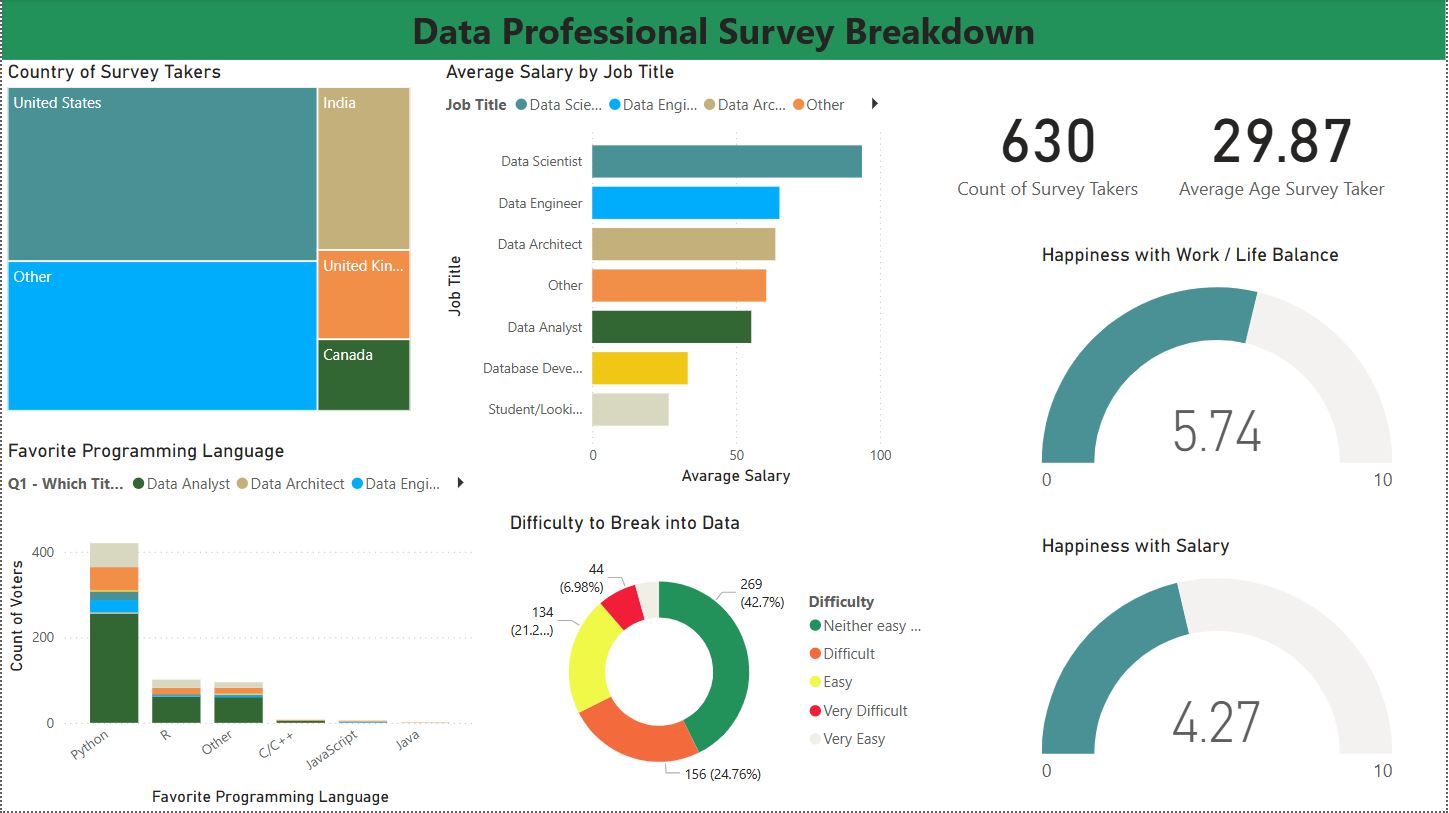 Data Professional Survey Breakdown
Country of Survey Takers
United States
India
Other
United Kin...
Canada
Average Salary by Job Title
Job Title Data Scie... Data Engi... Data Arc... Other
Job Title
Data Scientist
Data Engineer
Data Architect
Other
Data Analyst
Database Deve...
Student/Looki...
0 50 100
Avarage Salary
630
Count of Survey Takers
29.87
Average Age Survey Taker
Happiness with Work / Life Balance
5.74
0 10
Favorite Programming Language
Q1 - Which Tit... Data Analyst Data Architect Data Engi...
Count of Voters
400
200
0
Python R Other C/C++ JavaScript Java
Favorite Programming Language
Difficulty to Break into Data
44
(6.98%)
269
(42.7%)
134
(21.2...)
156 (24.76%)
Difficulty
Neither easy ...
Difficult
Easy
Very Difficult
Very Easy
Happiness with Salary
4.27
0 10